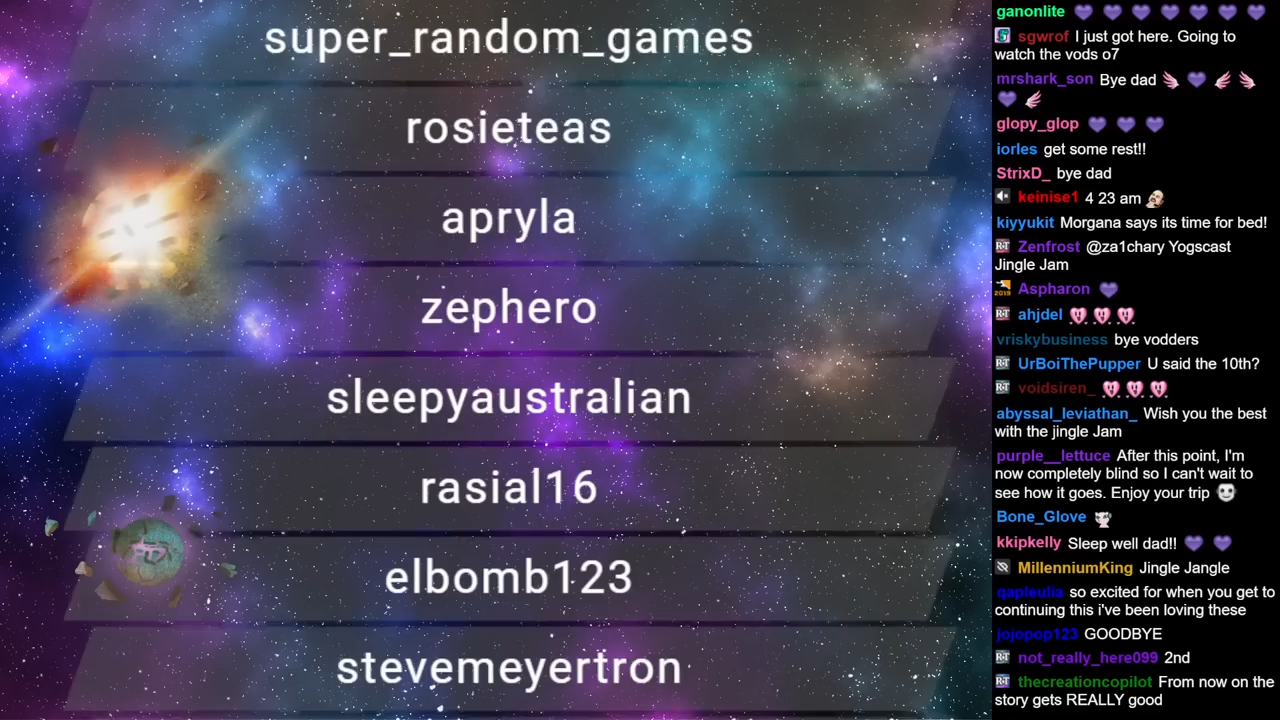 super_random_games
rosieteas
apryla
zephero
sleepyaustralian
rasial16
elbomb123
stevemeyertron
ganonlite
sgwrof I just got here. Going to
watch the vods o7
mrshark_son Bye dad
glopy_glop
iorles get some rest!!
StrixD_ bye dad
keinise1 4 23 am
kiyyukit Morgana says its time for bed!
Zenfrost @za1chary Yogscast
Jingle Jam
2019 Aspharon
ahjdel
vriskybusiness bye vodders
UrBoiThePupper U said the 10th?
voidsiren_
abyssal_leviathan_ Wish you the best
with the jingle Jam
purple__lettuce After this point, I'm
now completely blind so I can't wait to
see how it goes. Enjoy your trip
Bone_Glove
kkipkelly Sleep well dad!!
MillenniumKing Jingle Jangle
qapleulia so excited for when you get to
continuing this i've been loving these
jojopop123 GOODBYE
not_really_here099 2nd
thecreationcopilot From now on the
story gets REALLY good